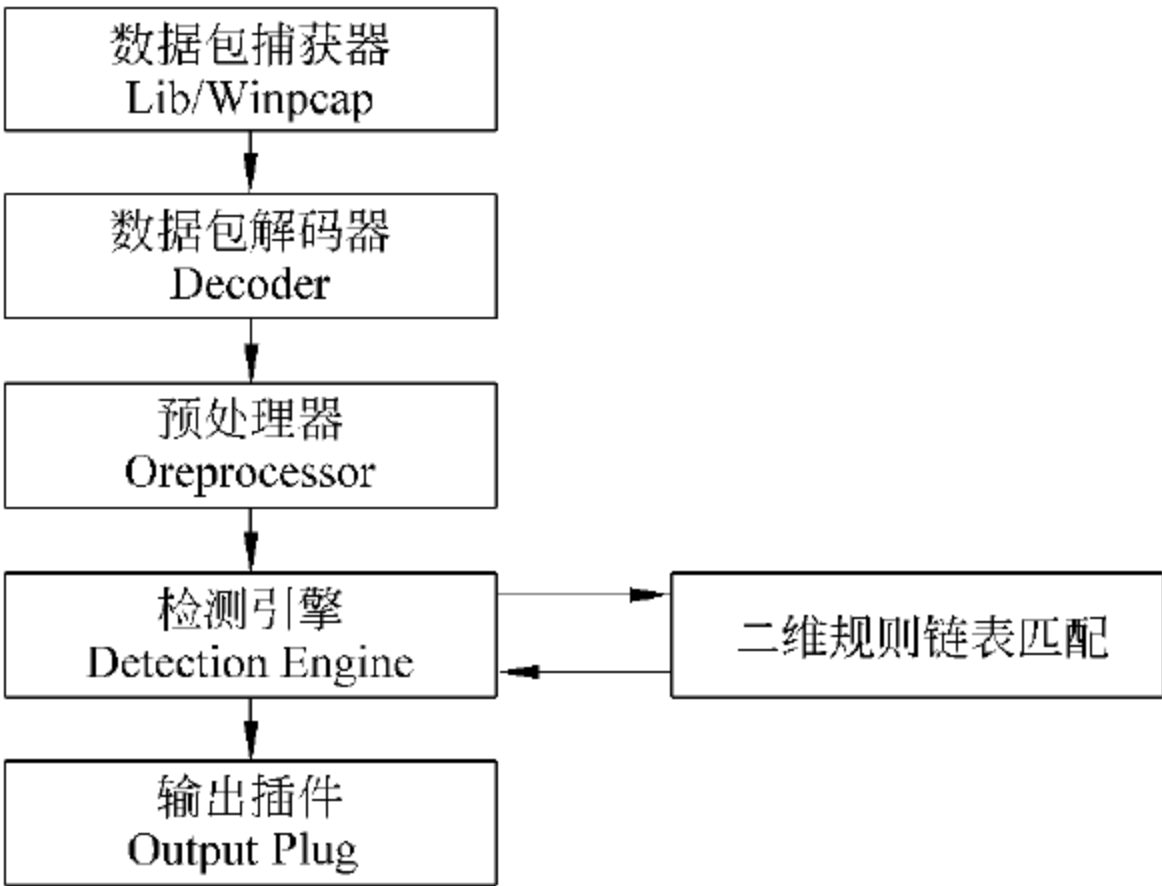 数据包捕获器
Lib/Winpcap
数据包解码器
Decoder
预处理器
Oreprocessor
检测引擎
Detection Engine
二维规则链表匹配
输出插件
Output Plug